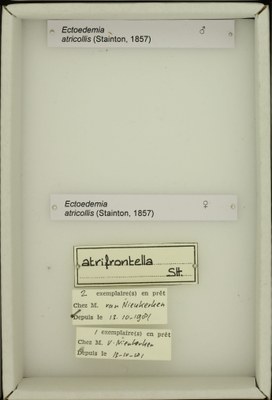 Ectoedemia ♂
atricollis (Stainton, 1857)
Ectoedemia ♀
atricollis (Stainton, 1857)
atrifrontella
Stt.
2 exemplaire(s) en prêt
Chez M. van Nieukerken
Depuis le 13-10-1981
1 exemplaire(s) en prêt
Chez M. v. Nieukerken
Depuis le